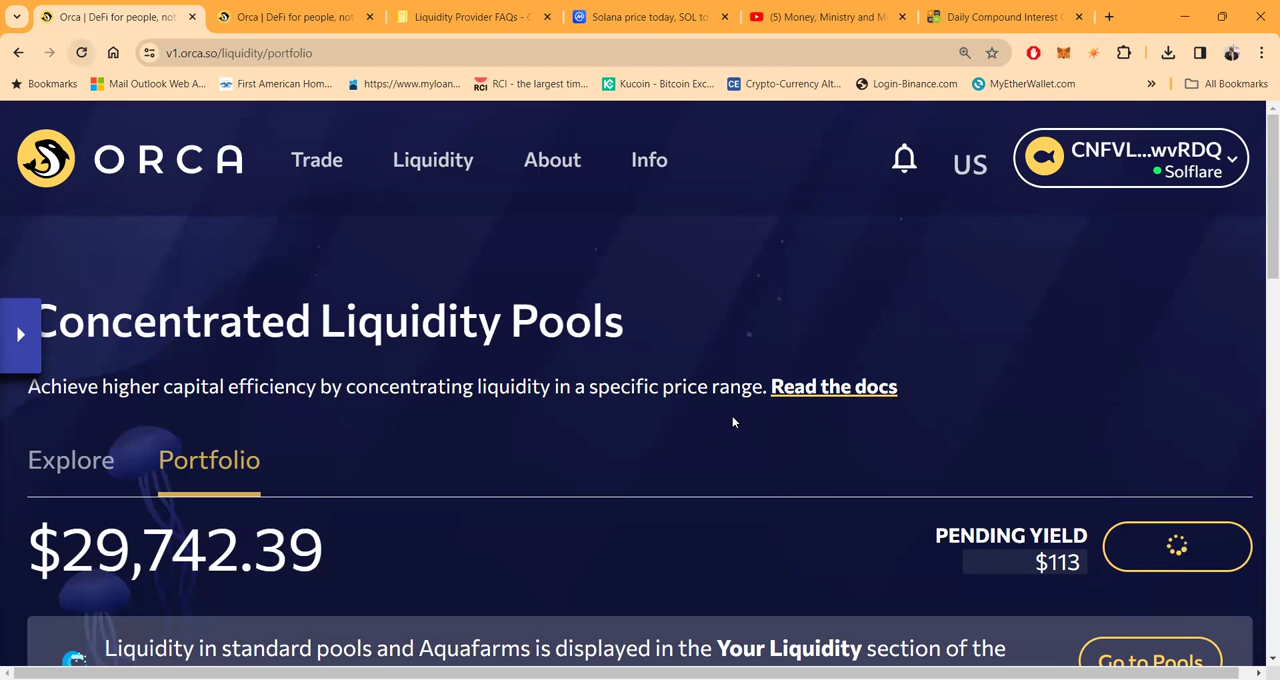 Orca | DeFi for people, not
Orca | DeFi for people, not
Liquidity Provider FAQs - C
Solana price today, SOL to
(5) Money, Ministry and M
Daily Compound Interest C
v1.orca.so/liquidity/portfolio
Bookmarks
Mail Outlook Web A...
First American Hom...
https://www.myloan...
RCI
RCI - the largest tim...
Kucoin - Bitcoin Exc...
CE
Crypto-Currency Alt...
Login-Binance.com
MyEtherWallet.com
»
All Bookmarks
ORCA
Trade
Liquidity
About
Info
US
CNFVL...wvRDQ
Solflare
Concentrated Liquidity Pools
Achieve higher capital efficiency by concentrating liquidity in a specific price range. Read the docs
Explore
Portfolio
$29,742.39
PENDING YIELD
$113
Liquidity in standard pools and Aquafarms is displayed in the Your Liquidity section of the
Go to Pools